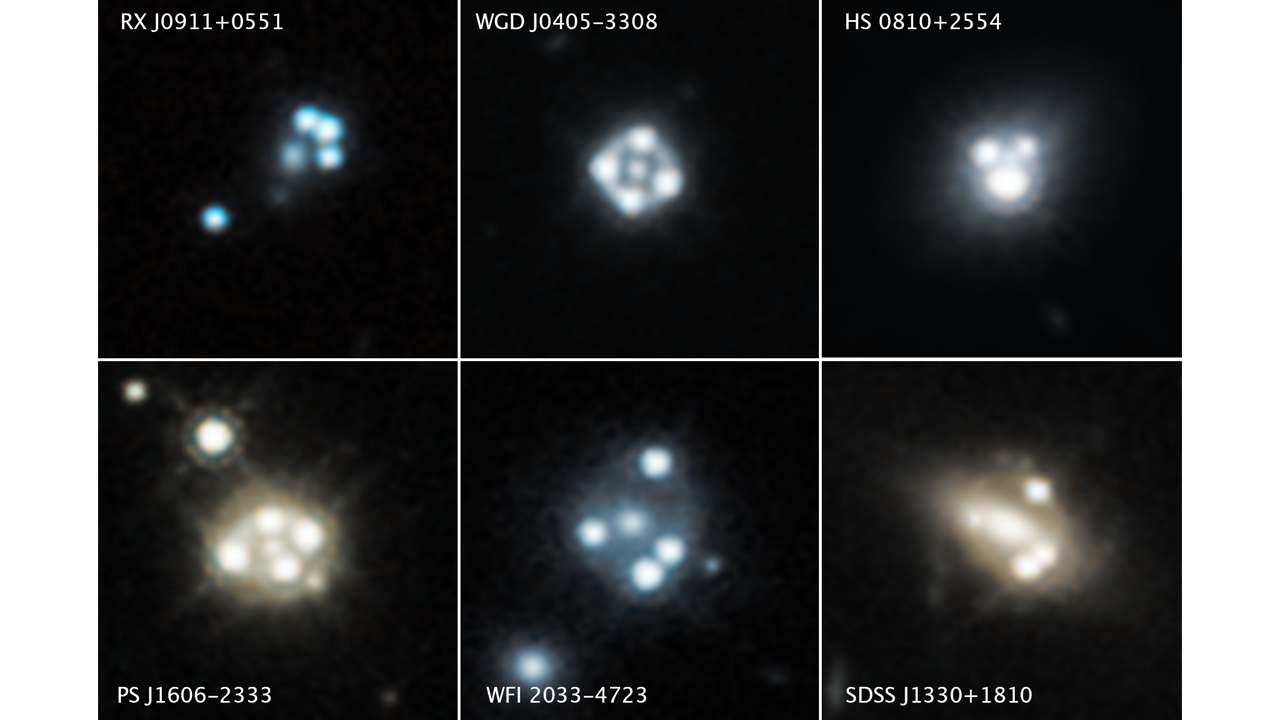 RX J0911+0551
WGD J0405-3308
HS 0810+2554
PS J1606-2333
WFI 2033-4723
SDSS J1330+1810